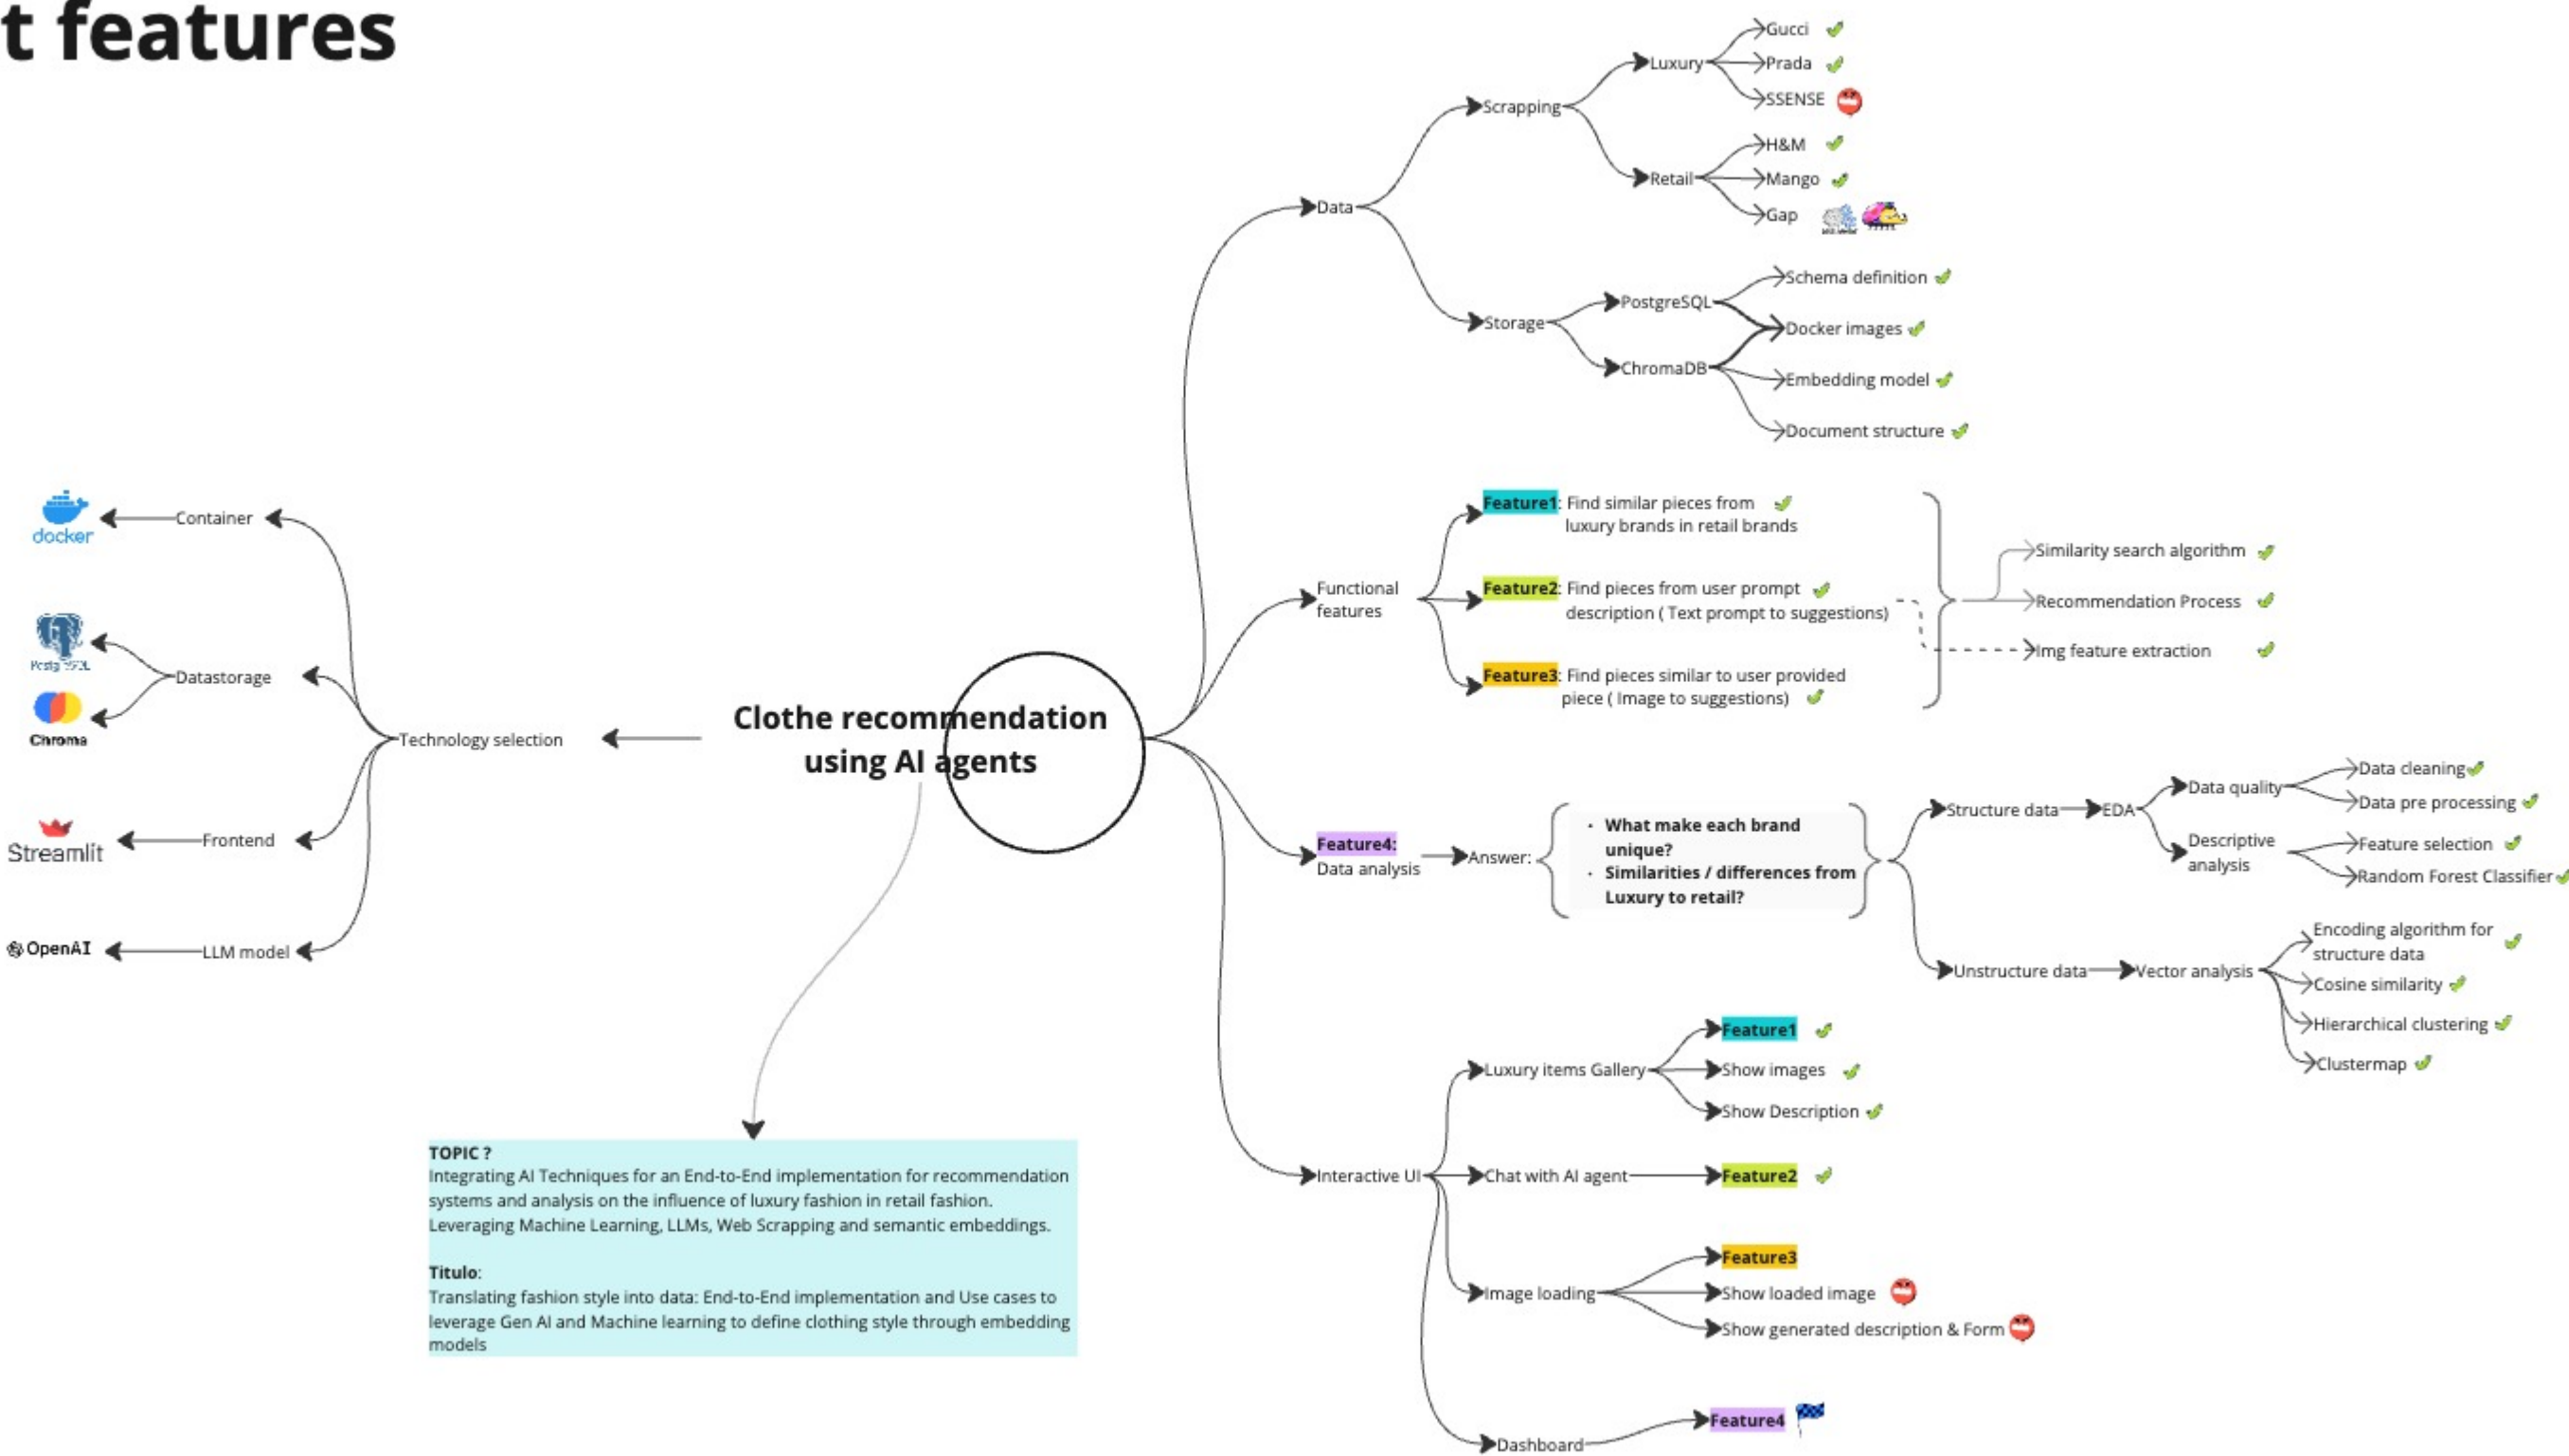 t features
Gucci
Luxury
Prada
SSENSE
Scrapping
H&M
Retail
Mango
Gap
Data
Schema definition
PostgreSQL
Docker images
Storage
ChromaDB
Embedding model
Document structure
Container
docker
PostgreSQL
Datastorage
Chroma
Technology selection
Streamlit
Frontend
OpenAI
LLM model
Clothe recommendation
using AI agents
Functional
features
Feature1: Find similar pieces from
luxury brands in retail brands
Feature2: Find pieces from user prompt
description ( Text prompt to suggestions)
Feature3: Find pieces similar to user provided
piece ( Image to suggestions)
Similarity search algorithm
Recommendation Process
Img feature extraction
Feature4:
Data analysis
Answer:
· What make each brand
unique?
· Similarities / differences from
Luxury to retail?
Structure data
EDA
Data quality
Data cleaning
Data pre processing
Descriptive
analysis
Feature selection
Random Forest Classifier
Unstructure data
Vector analysis
Encoding algorithm for
structure data
Cosine similarity
Hierarchical clustering
Clustermap
Interactive UI
Luxury items Gallery
Feature1
Show images
Show Description
Chat with AI agent
Feature2
Image loading
Feature3
Show loaded image
Show generated description & Form
Dashboard
Feature4
TOPIC ?
Integrating AI Techniques for an End-to-End implementation for recommendation
systems and analysis on the influence of luxury fashion in retail fashion.
Leveraging Machine Learning, LLMs, Web Scrapping and semantic embeddings.
Titulo:
Translating fashion style into data: End-to-End implementation and Use cases to
leverage Gen AI and Machine learning to define clothing style through embedding
models